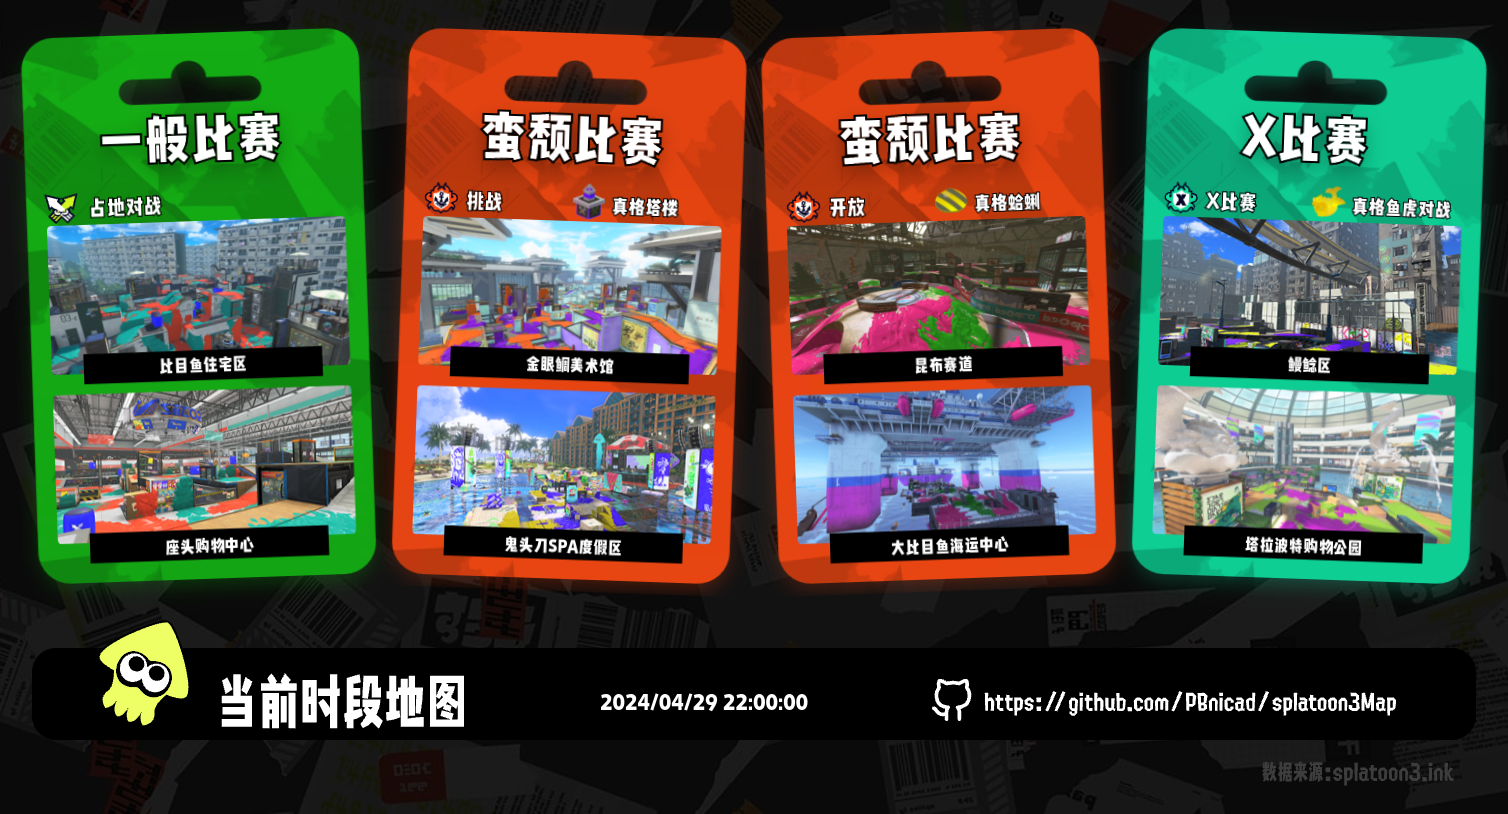 一般比赛
占地对战
比目鱼住宅区
座头购物中心
蛮颓比赛
挑战
真格塔楼
金眼鲷美术馆
鬼头刀SPA度假区
蛮颓比赛
开放
真格蛤蜊
昆布赛道
大比目鱼海运中心
X比赛
X比赛
真格鱼虎对战
鳗鲶区
塔拉波特购物公园
当前时段地图
2024/04/29 22:00:00
https://github.com/PBnicad/splatoon3Map
数据来源:splatoon3.ink